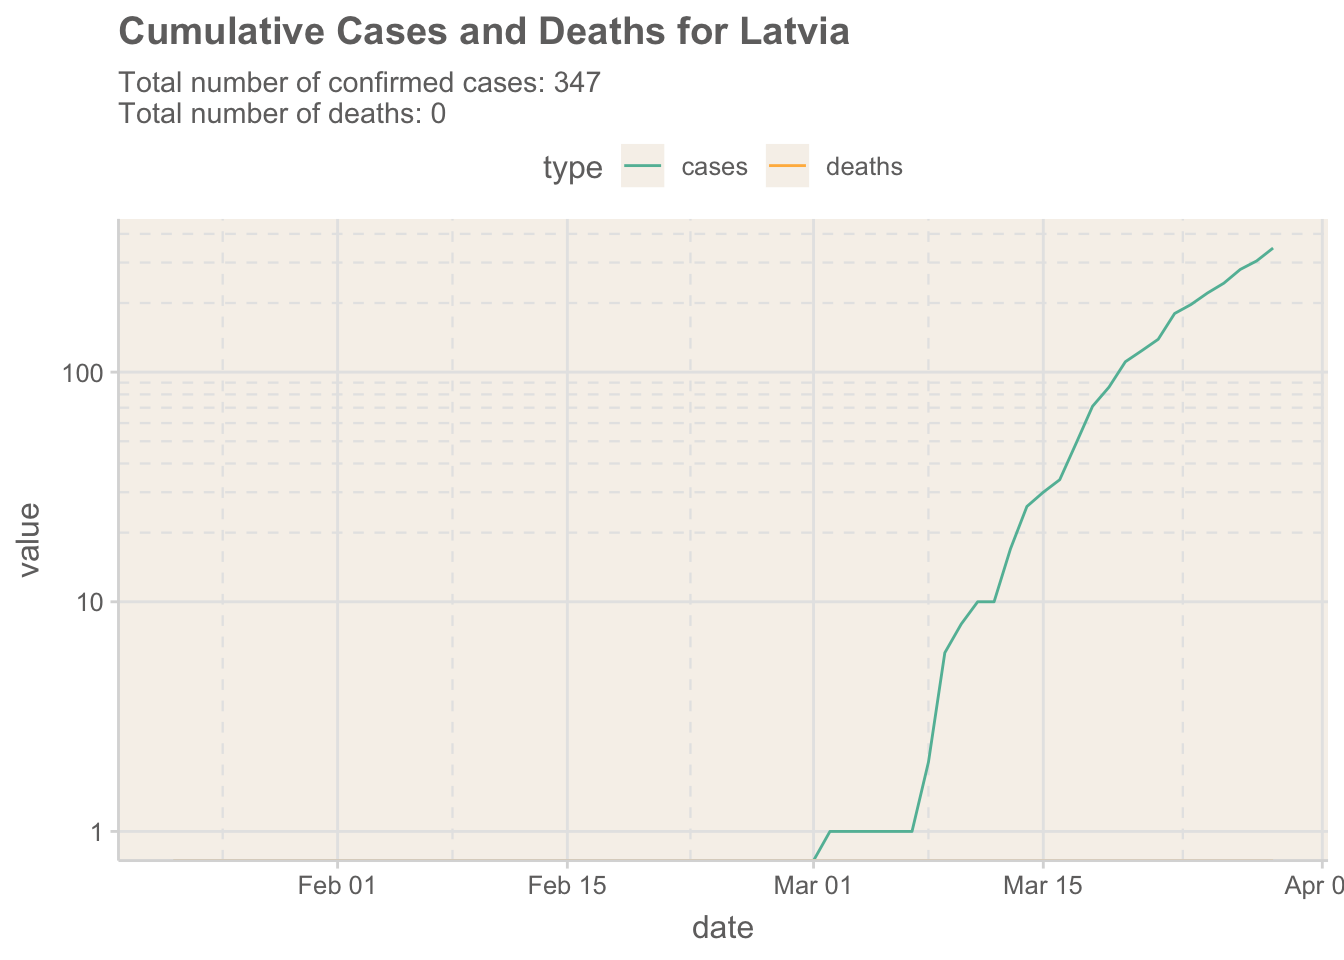 Cumulative Cases and Deaths for Latvia
Total number of confirmed cases: 347
Total number of deaths: 0
type cases deaths
100
10
1
value
Feb 01 Feb 15 Mar 01 Mar 15 Apr 0
date